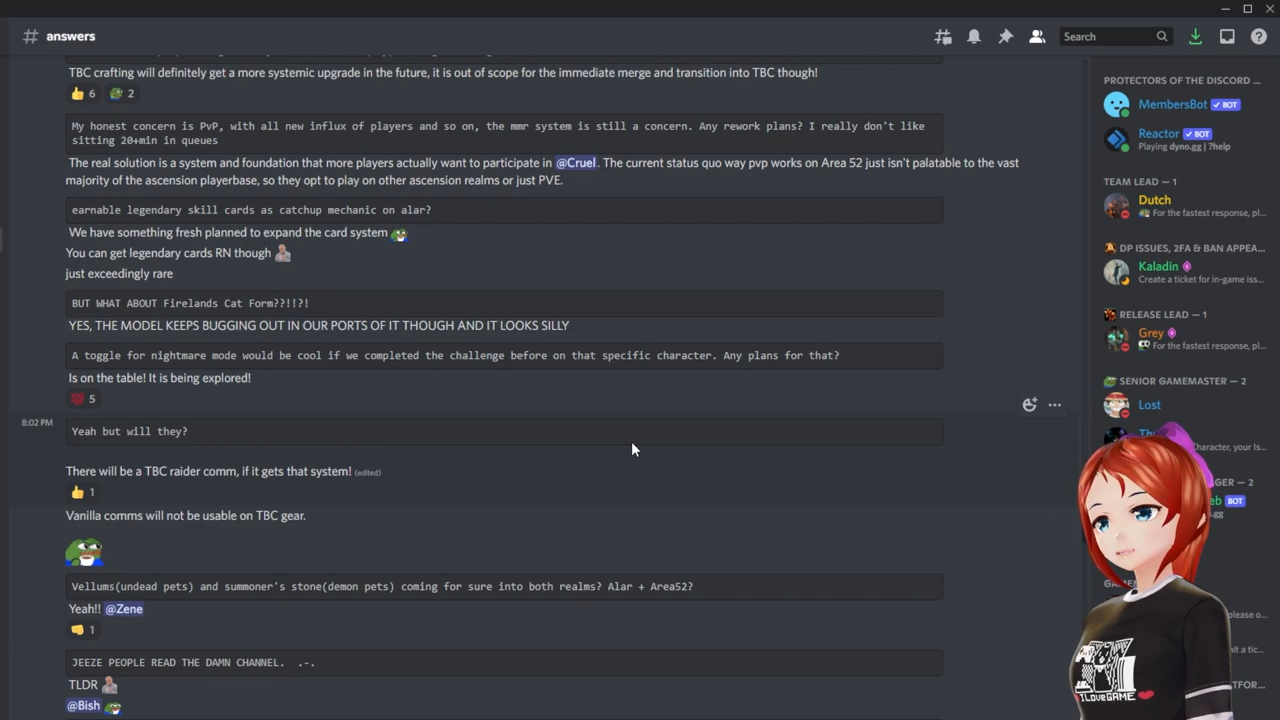 # answers
Search
TBC crafting will definitely get a more systemic upgrade in the future, it is out of scope for the immediate merge and transition into TBC though!
6 2
My honest concern is PvP, with all new influx of players and so on, the mmr system is still a concern. Any rework plans? I really don't like
sitting 20+min in queues
The real solution is a system and foundation that more players actually want to participate in @Cruel. The current status quo way pvp works on Area 52 just isn't palatable to the vast
majority of the ascension playerbase, so they opt to play on other ascension realms or just PVE.
earnable legendary skill cards as catchup mechanic on alar?
We have something fresh planned to expand the card system
You can get legendary cards RN though
just exceedingly rare
BUT WHAT ABOUT Firelands Cat Form??!!?!
YES, THE MODEL KEEPS BUGGING OUT IN OUR PORTS OF IT THOUGH AND IT LOOKS SILLY
A toggle for nightmare mode would be cool if we completed the challenge before on that specific character. Any plans for that?
Is on the table! It is being explored!
5
8:02 PM
Yeah but will they?
There will be a TBC raider comm, if it gets that system! (edited)
1
Vanilla comms will not be usable on TBC gear.
Vellums(undead pets) and summoner's stone(demon pets) coming for sure into both realms? Alar + Area52?
Yeah!! @Zene
1
JEEZE PEOPLE READ THE DAMN CHANNEL. .-.
TLDR
@Bish
PROTECTORS OF THE DISCORD ...
MembersBot BOT
Reactor BOT
Playing dyno.gg | ?help
TEAM LEAD — 1
Dutch
For the fastest response, pl...
DP ISSUES, 2FA & BAN APPEA...
Kaladin
Create a ticket for in-game iss...
RELEASE LEAD — 1
Grey
For the fastest response, pl...
SENIOR GAMEMASTER — 2
Lost
Character, your Is...
GER — 2
BOT
.gg
please o...
it a tic...
I LoveGAME